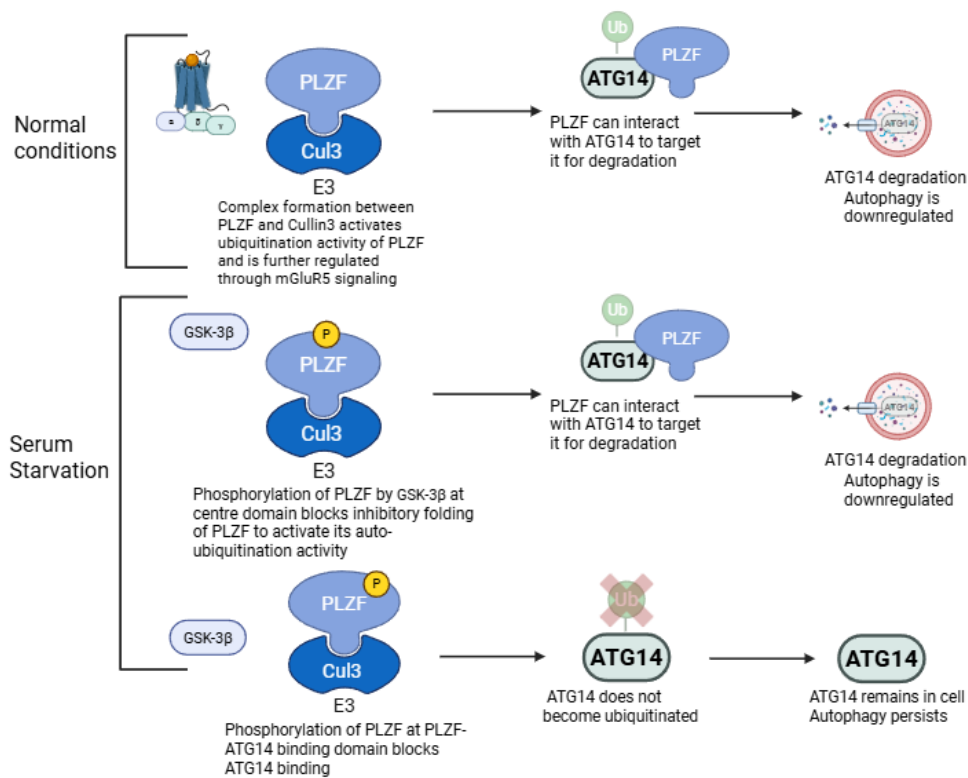 Normal
conditions
α
β
γ
PLZF
Cul3
E3
Complex formation between
PLZF and Cullin3 activates
ubiquitination activity of PLZF
and is further regulated
through mGluR5 signaling
Ub
ATG14
PLZF
PLZF can interact
with ATG14 to target
it for degradation
ATG14
ATG14 degradation
Autophagy is
downregulated
Serum
Starvation
GSK-3β
P
PLZF
Cul3
E3
Phosphorylation of PLZF by GSK-3β at
centre domain blocks inhibitory folding
of PLZF to activate its auto-
ubiquitination activity
Ub
ATG14
PLZF
PLZF can interact
with ATG14 to target
it for degradation
ATG14
ATG14 degradation
Autophagy is
downregulated
GSK-3β
P
PLZF
Cul3
E3
Phosphorylation of PLZF at PLZF-
ATG14 binding domain blocks
ATG14 binding
Ub
ATG14
ATG14 does not
become ubiquitinated
ATG14
ATG14 remains in cell
Autophagy persists